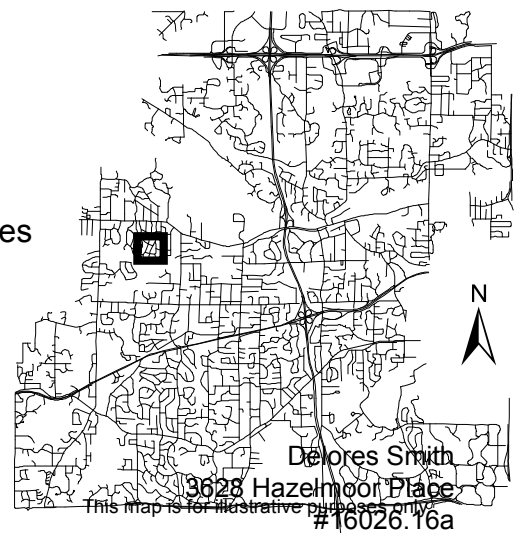 es
N
Delores Smith
3628 Hazelmoor Place
This map is for illustrative purposes only.
#16026.16a